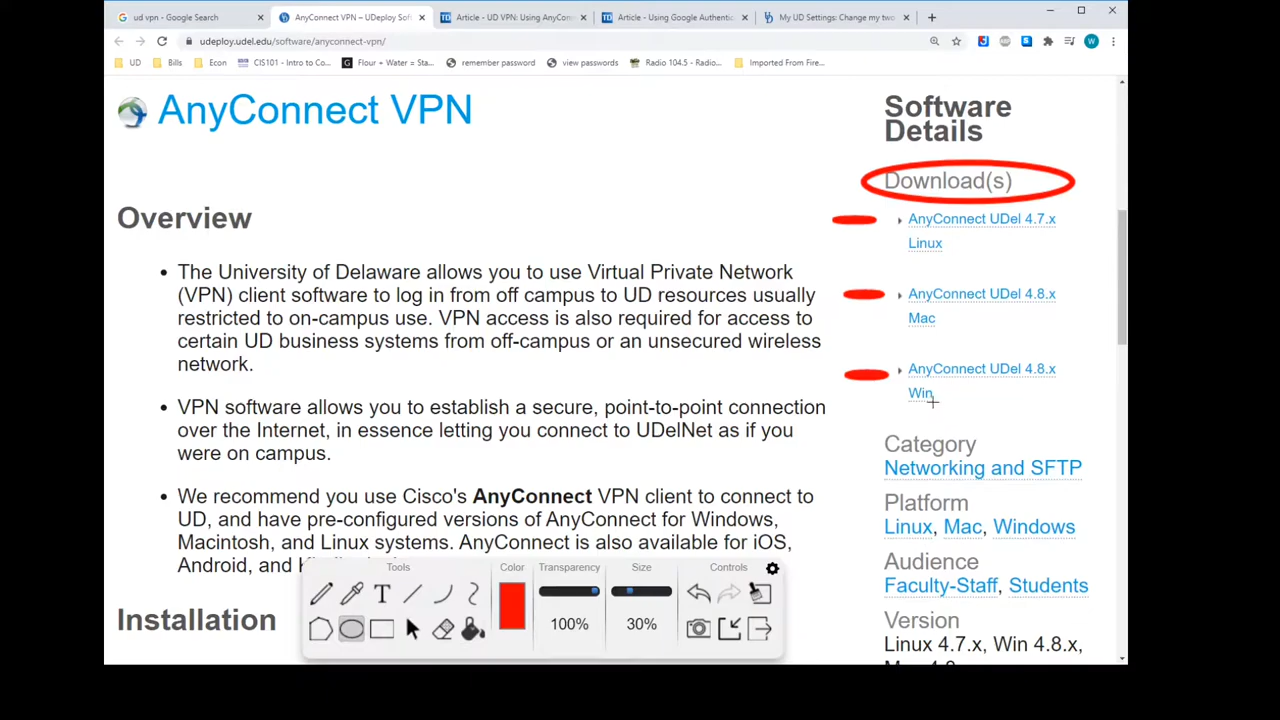 ud vpn - Google Search
AnyConnect VPN – UDeploy Sof
Article - UD VPN: Using AnyConn
Article - Using Google Authentic
My UD Settings: Change my two
udeploy.udel.edu/software/anyconnect-vpn/
W
UD
Bills
Econ
CIS101 - Intro to Co...
Flour + Water = Sta...
remember password
view passwords
Radio 104.5 - Radio...
Imported From Fire...
AnyConnect VPN
Overview
• The University of Delaware allows you to use Virtual Private Network
(VPN) client software to log in from off campus to UD resources usually
restricted to on-campus use. VPN access is also required for access to
certain UD business systems from off-campus or an unsecured wireless
network.
• VPN software allows you to establish a secure, point-to-point connection
over the Internet, in essence letting you connect to UDelNet as if you
were on campus.
• We recommend you use Cisco's AnyConnect VPN client to connect to
UD, and have pre-configured versions of AnyConnect for Windows,
Macintosh, and Linux systems. AnyConnect is also available for iOS,
Android, and
Installation
Software
Details
Download(s)
AnyConnect UDel 4.7.x
Linux
AnyConnect UDel 4.8.x
Mac
AnyConnect UDel 4.8.x
Win
Category
Networking and SFTP
Platform
Linux, Mac, Windows
Audience
Faculty-Staff, Students
Version
Linux 4.7.x, Win 4.8.x,
Tools
Color
Transparency
Size
Controls
T
100%
30%